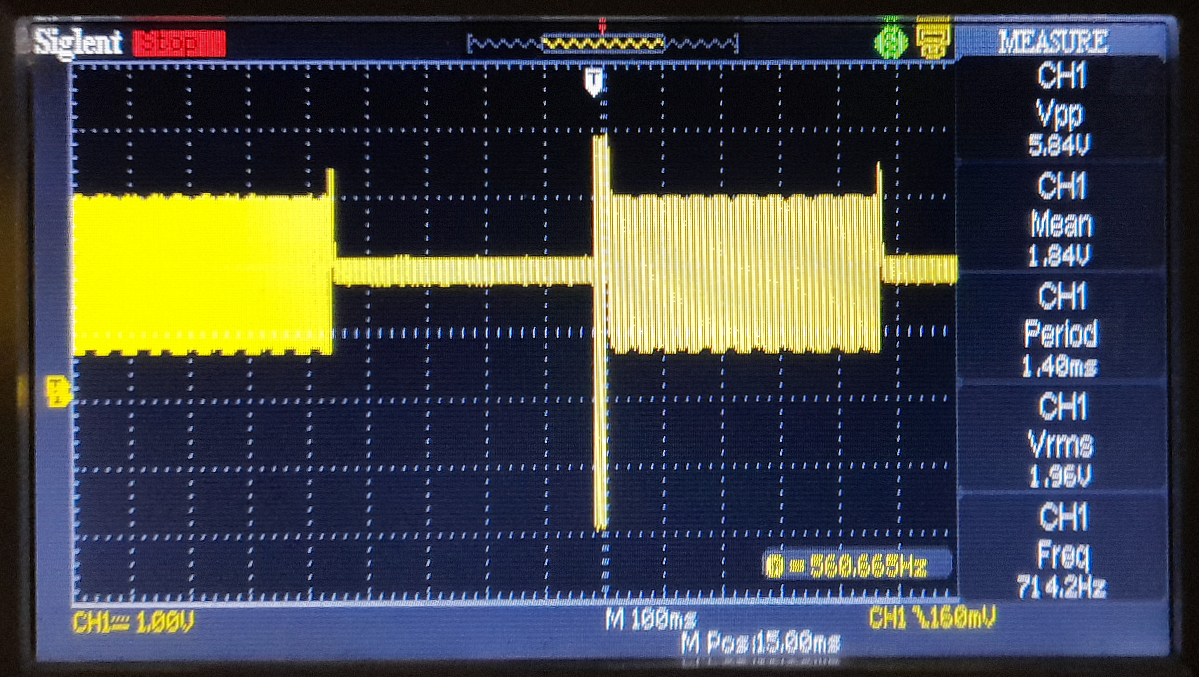 Siglent Stop MEASURE
T
CH1
Vpp
5.84V
CH1
Mean
1.84V
CH1
Period
1.40ms
CH1
Vrms
1.96V
CH1
Freq
714.2Hz
= 560.665Hz
CH1 1.00V M 100ms CH1 160mV
M Pos:15.00ms